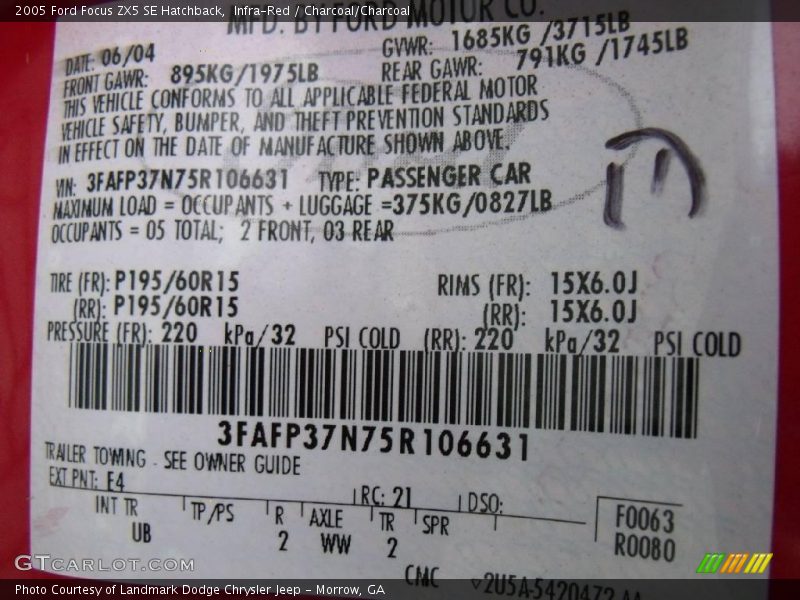 2005 Ford Focus ZX5 SE Hatchback, Infra-Red / Charcoal/Charcoal
MFD. BY FORD MOTOR CO.
DATE: 06/04 GVWR: 1685KG /3715LB
FRONT GAWR: 895KG/1975LB REAR GAWR: 791KG /1745LB
THIS VEHICLE CONFORMS TO ALL APPLICABLE FEDERAL MOTOR
VEHICLE SAFETY, BUMPER, AND THEFT PREVENTION STANDARDS
IN EFFECT ON THE DATE OF MANUFACTURE SHOWN ABOVE.
VIN: 3FAFP37N75R106631 TYPE: PASSENGER CAR
MAXIMUM LOAD = OCCUPANTS + LUGGAGE =375KG/0827LB
OCCUPANTS = 05 TOTAL; 2 FRONT, 03 REAR
TIRE (FR): P195/60R15 RIMS (FR): 15X6.0J
(RR): P195/60R15 (RR): 15X6.0J
PRESSURE (FR): 220 kPa/32 PSI COLD (RR): 220 kPa/32 PSI COLD
3FAFP37N75R106631
TRAILER TOWING - SEE OWNER GUIDE
EXT PNT: E4 RC: 21 DSO:
INT TR TP/PS R AXLE TR SPR F0063
UB 2 WW 2 R0080
CMC
GTCarlot.com
Photo Courtesy of Landmark Dodge Chrysler Jeep - Morrow, GA